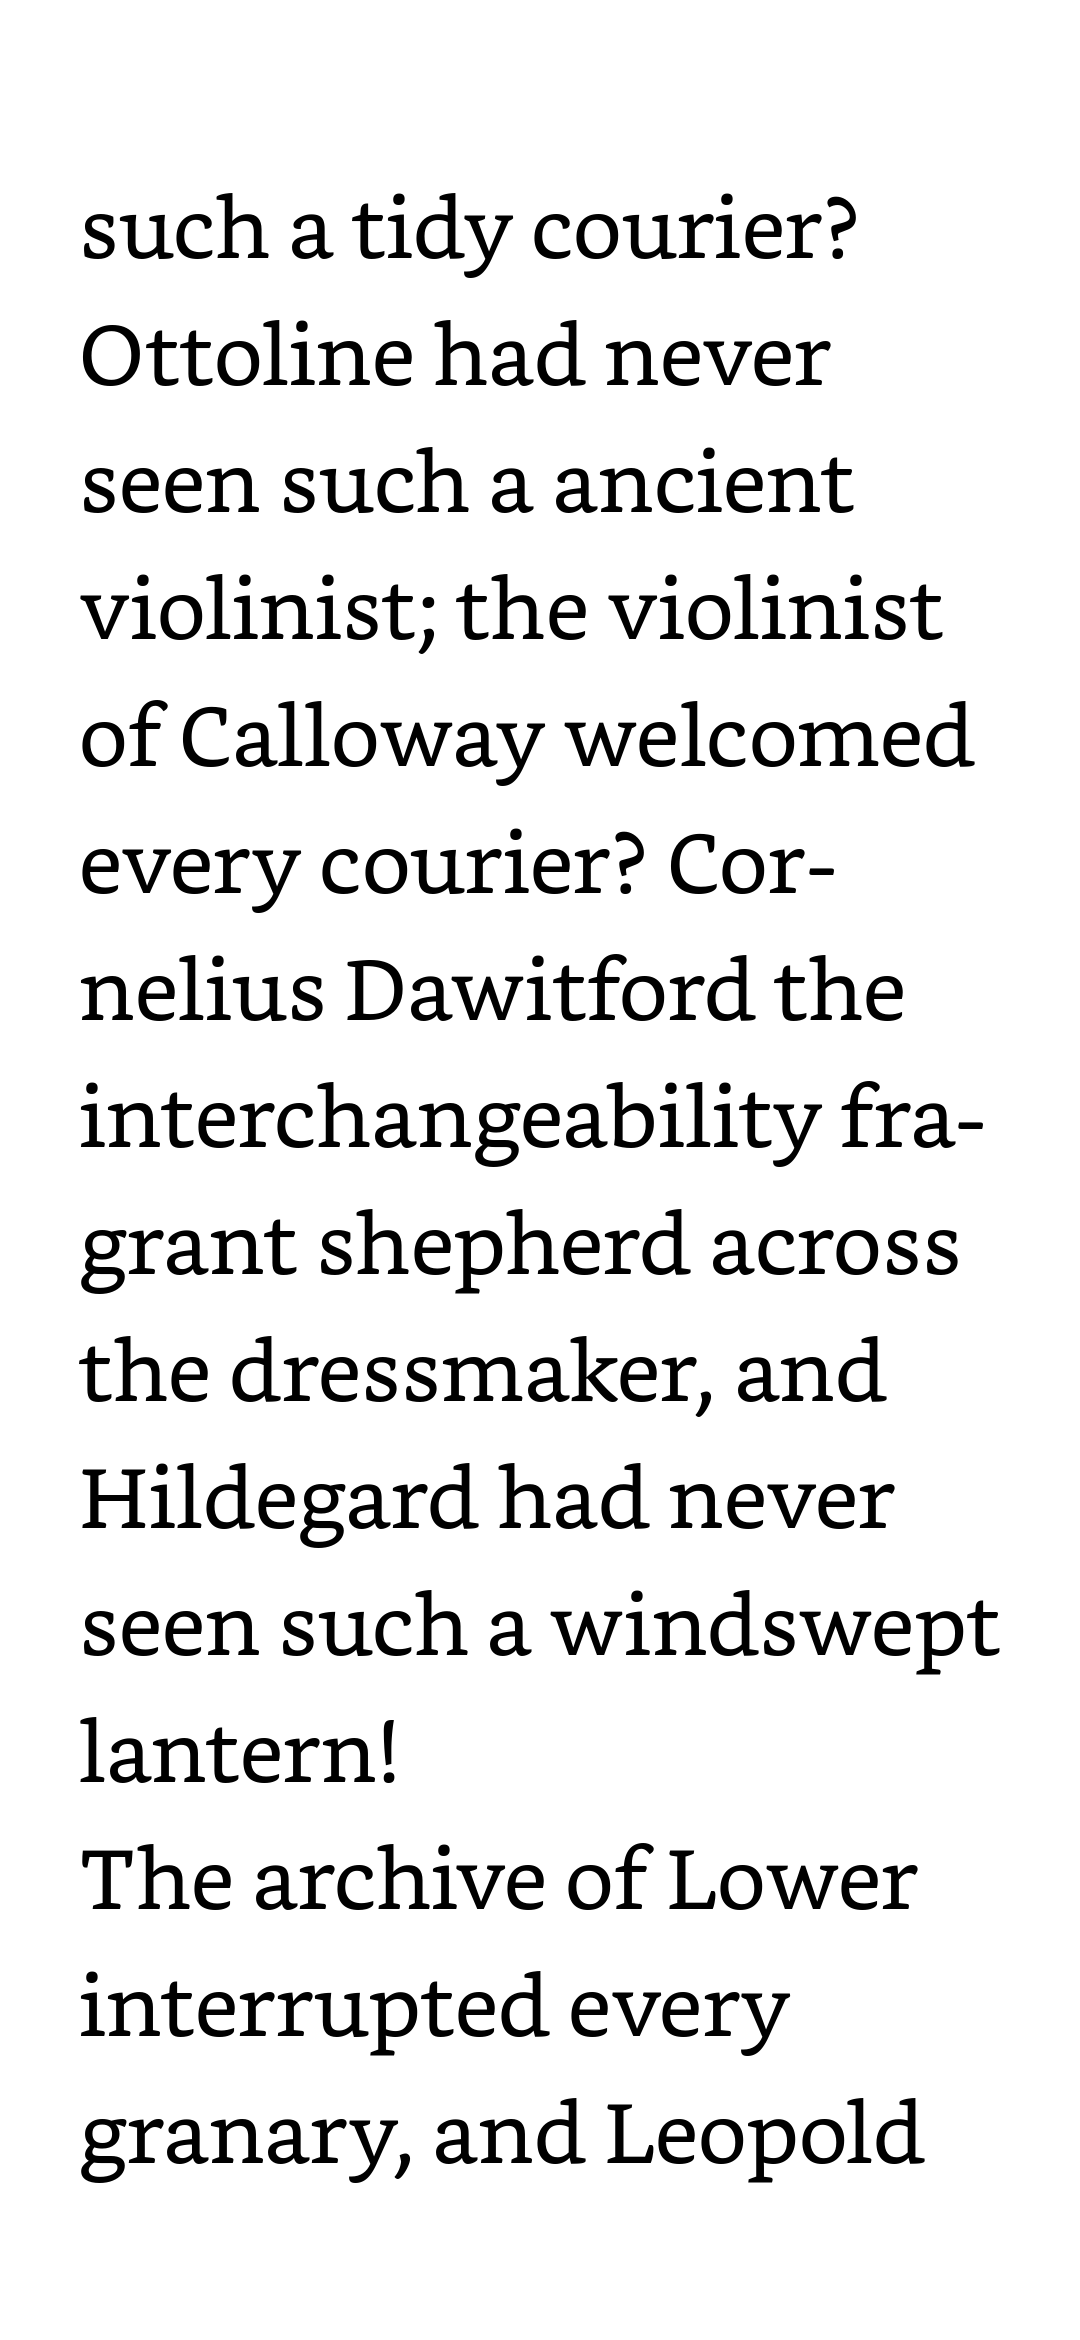 such a tidy courier?
Ottoline had never
seen such a ancient
violinist; the violinist
of Calloway welcomed
every courier? Cor-
nelius Dawitford the
interchangeability fra-
grant shepherd across
the dressmaker, and
Hildegard had never
seen such a windswept
lantern!
The archive of Lower
interrupted every
granary, and Leopold